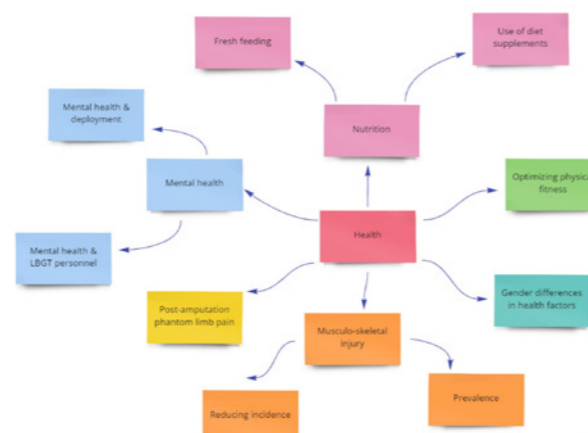 Fresh feeding
Use of diet
supplements
Mental health &
deployment
Nutrition
Mental health
Optimizing physical
fitness
Health
Mental health &
LBGT personnel
Post-amputation
phantom limb pain
Gender differences
in health factors
Musculo-skeletal
injury
Reducing incidence
Prevalence